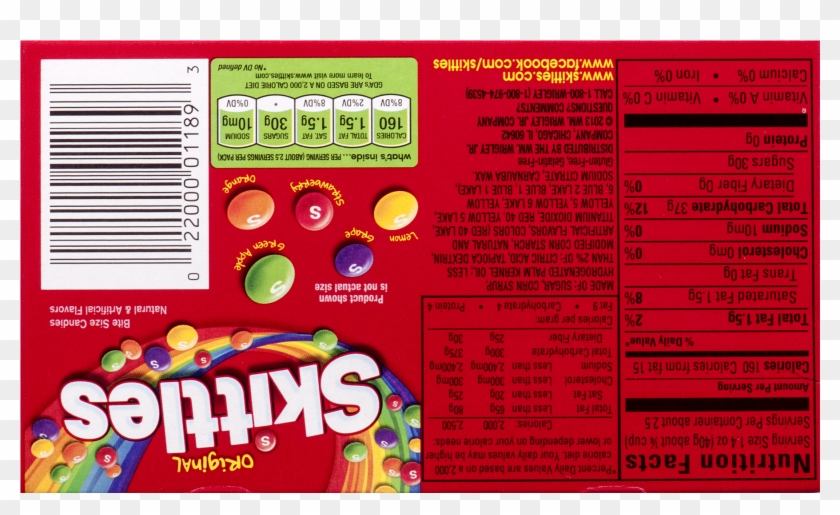 Nutrition Facts
Serving Size 1.4 oz (40g about ¼ cup)
Servings Per Container about 2.5
Amount Per Serving
Calories 160 Calories from fat 15
% Daily Value*
Total Fat 1.5g 2%
Saturated Fat 1.5g 8%
Trans Fat 0g
Cholesterol 0mg 0%
Sodium 10mg 0%
Total Carbohydrate 37g 12%
Dietary Fiber 0g 0%
Sugars 30g
Protein 0g
Vitamin A 0% • Vitamin C 0%
Calcium 0% • Iron 0%
*Percent Daily Values are based on a 2,000
calorie diet. Your daily values may be higher
or lower depending on your calorie needs:
Calories: 2,000 2,500
Total Fat Less than 65g 80g
Sat Fat Less than 20g 25g
Cholesterol Less than 300mg 300mg
Sodium Less than 2,400mg 2,400mg
Total Carbohydrate 300g 375g
Dietary Fiber 25g 30g
Calories per gram:
Fat 9 • Carbohydrate 4 • Protein 4
MADE OF: SUGAR, CORN SYRUP,
HYDROGENATED PALM KERNEL OIL; LESS
THAN 2% OF: CITRIC ACID, TAPIOCA DEXTRIN,
MODIFIED CORN STARCH, NATURAL AND
ARTIFICIAL FLAVORS, COLORS (RED 40 LAKE,
TITANIUM DIOXIDE, RED 40, YELLOW 5 LAKE,
YELLOW 5, YELLOW 6 LAKE, YELLOW
6, BLUE 2 LAKE, BLUE 1, BLUE 1 LAKE),
SODIUM CITRATE, CARNAUBA WAX.
Gluten-Free, Gelatin-Free
DISTRIBUTED BY THE WM. WRIGLEY JR.
COMPANY, CHICAGO, IL 60642
© 2012 WM. WRIGLEY JR. COMPANY
QUESTIONS? COMMENTS?
CALL 1-800-WRIGLEY (1-800-974-4539)
www.skittles.com
www.facebook.com/skittles
ORiginAL
Skittles
Bite Size Candies
Natural & Artificial Flavors
Product shown
is not actual size
Green Apple
Grape
Lemon
Strawberry
Orange
what's inside... PER SERVING (ABOUT 2.5 SERVINGS PER PACK)
CALORIES 160 8%DV
TOTAL FAT 1.5g 2%DV
SAT. FAT 1.5g 8%DV
SUGARS 30g *
SODIUM 10mg 0%DV
GDA's ARE BASED ON A 2,000 CALORIE DIET
To learn more visit www.skittles.com
*No DV defined
0 22000 01189 3